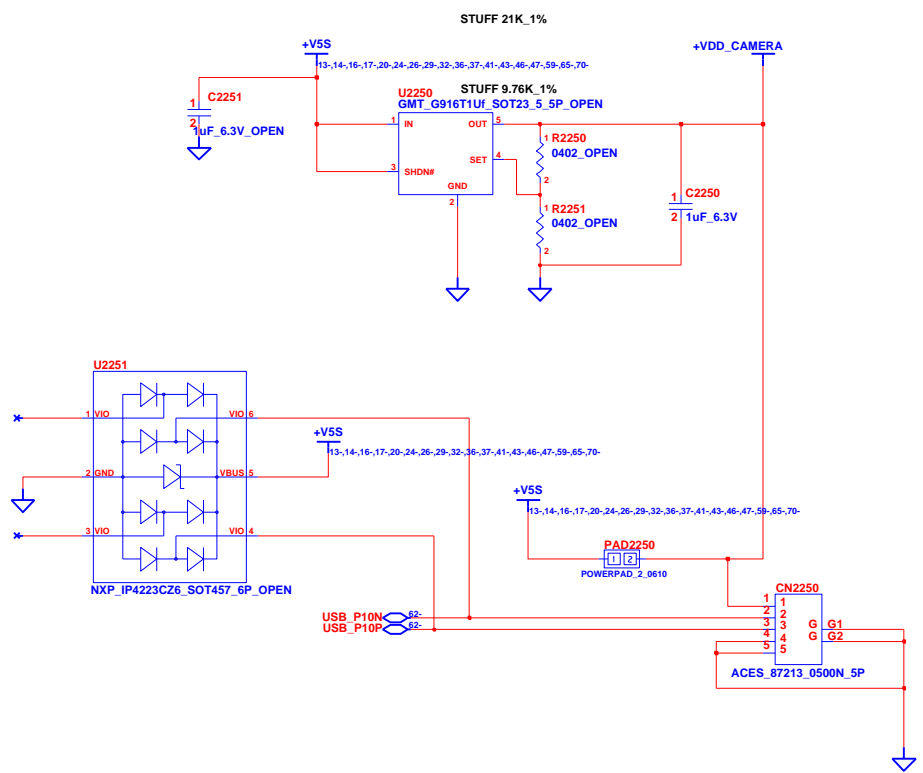 STUFF 21K_1%
+V5S
+VDD_CAMERA
13-,14-,16-,17-,20-,24-,26-,29-,32-,36-,37-,41-,43-,46-,47-,59-,65-,70-
C2251
1
2
1uF_6.3V_OPEN
STUFF 9.76K_1%
U2250
GMT_G916T1Uf_SOT23_5_5P_OPEN
1 IN OUT 5
SET 4
3 SHDN#
GND
2
1 R2250
0402_OPEN
2
1 R2251
0402_OPEN
2
C2250
1
2 1uF_6.3V
U2251
1 VIO VIO 6
2 GND VBUS 5
3 VIO VIO 4
NXP_IP4223CZ6_SOT457_6P_OPEN
+V5S
13-,14-,16-,17-,20-,24-,26-,29-,32-,36-,37-,41-,43-,46-,47-,59-,65-,70-
+V5S
13-,14-,16-,17-,20-,24-,26-,29-,32-,36-,37-,41-,43-,46-,47-,59-,65-,70-
PAD2250
1 2
POWERPAD_2_0610
USB_P10N 62-
USB_P10P 62-
CN2250
1 1
2 2
3 3 G G1
4 4 G G2
5 5
ACES_87213_0500N_5P